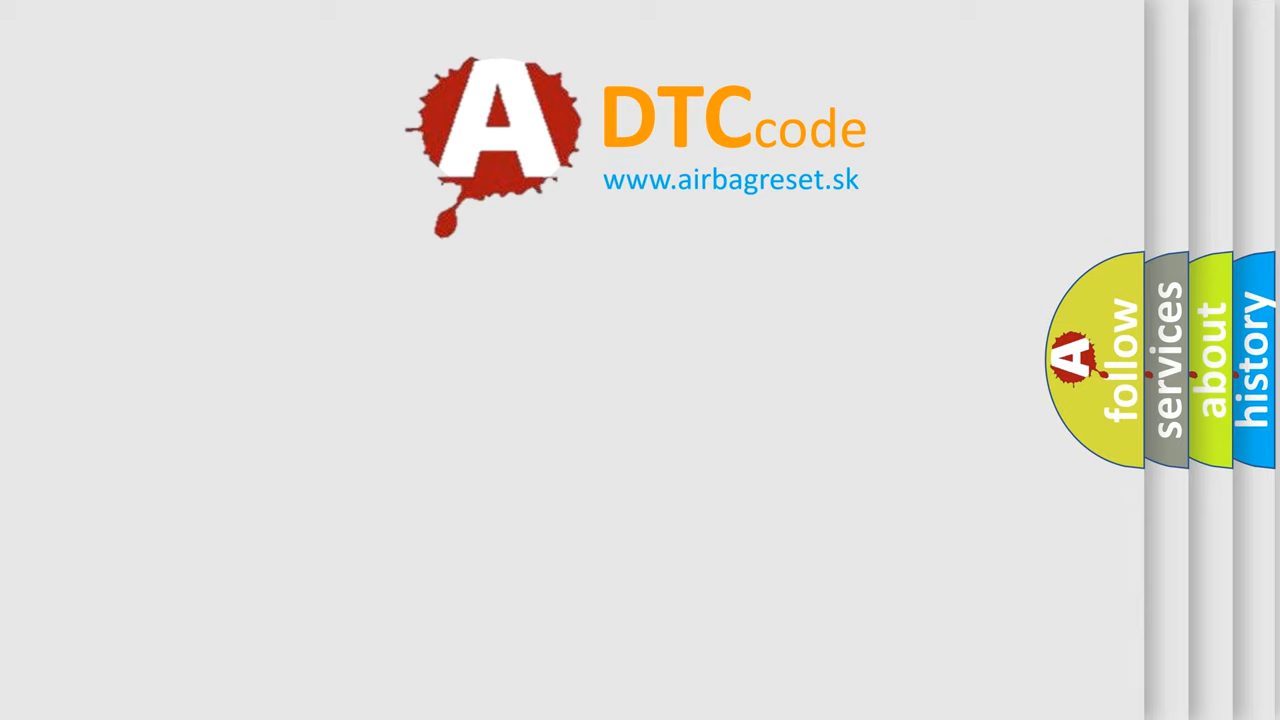 A
DTCcode
www.airbagreset.sk
A
follow
services
about
history